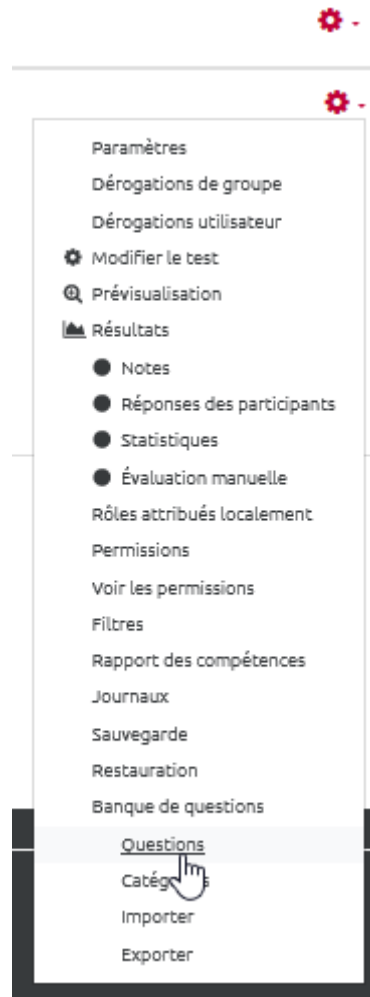 Paramètres
Dérogations de groupe
Dérogations utilisateur
Modifier le test
Prévisualisation
Résultats
Notes
Réponses des participants
Statistiques
Évaluation manuelle
Rôles attribués localement
Permissions
Voir les permissions
Filtres
Rapport des compétences
Journaux
Sauvegarde
Restauration
Banque de questions
Questions
Importer
Exporter